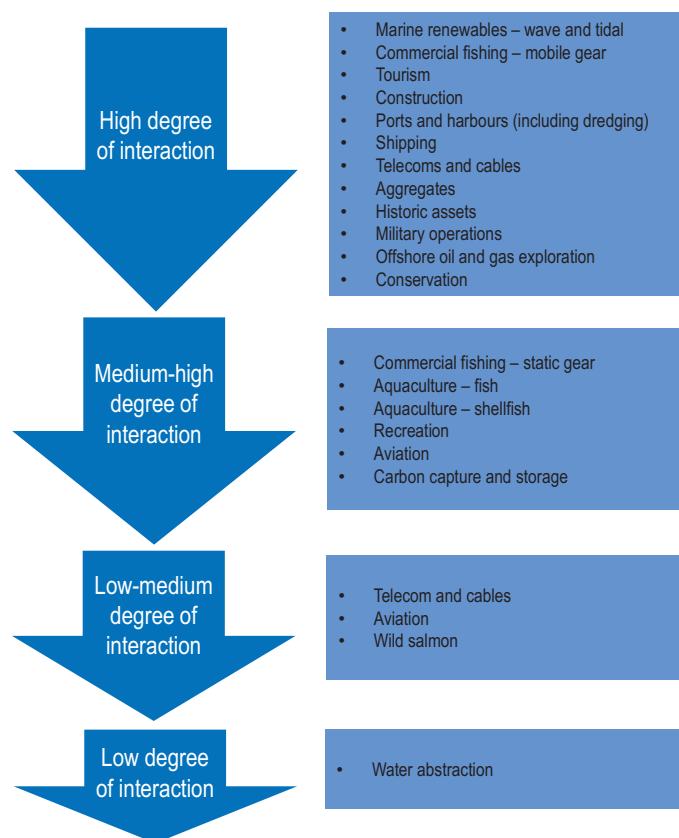 High degree
of interaction
• Marine renewables – wave and tidal
• Commercial fishing – mobile gear
• Tourism
• Construction
• Ports and harbours (including dredging)
• Shipping
• Telecoms and cables
• Aggregates
• Historic assets
• Military operations
• Offshore oil and gas exploration
• Conservation
Medium-high
degree of
interaction
• Commercial fishing – static gear
• Aquaculture – fish
• Aquaculture – shellfish
• Recreation
• Aviation
• Carbon capture and storage
Low-medium
degree of
interaction
• Telecom and cables
• Aviation
• Wild salmon
Low degree
of interaction
• Water abstraction